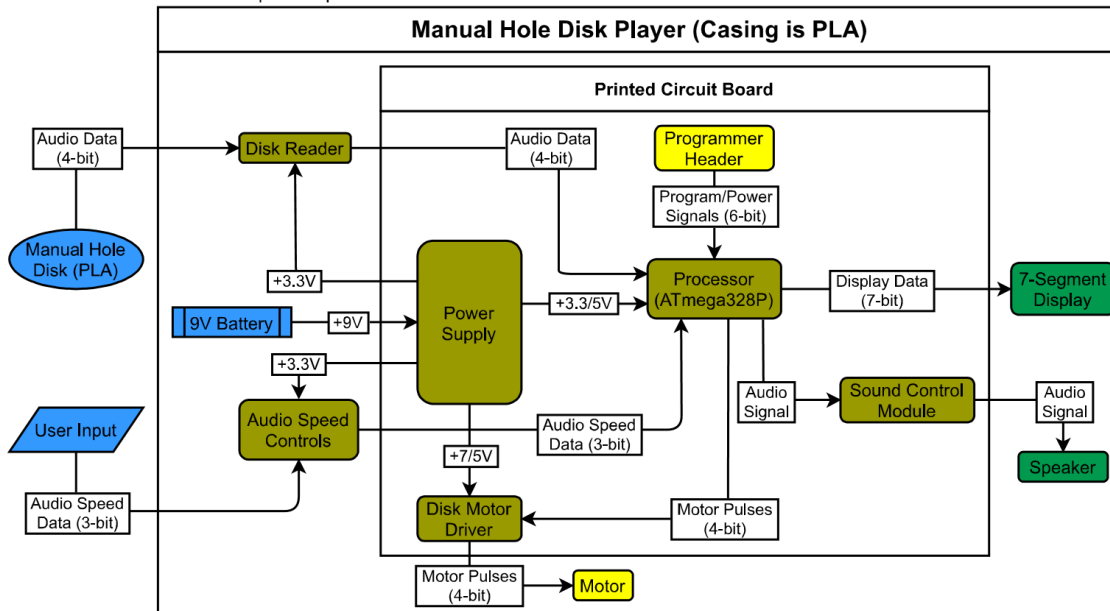 Manual Hole Disk Player (Casing is PLA)
Printed Circuit Board
Audio Data
(4-bit)
Disk Reader
Audio Data
(4-bit)
Programmer
Header
Program/Power
Signals (6-bit)
Manual Hole
Disk (PLA)
+3.3V
Power
Supply
+3.3/5V
Processor
(ATmega328P)
Display Data
(7-bit)
7-Segment
Display
9V Battery
+9V
+3.3V
User Input
Audio Speed
Controls
Audio Speed
Data (3-bit)
Audio
Signal
Sound Control
Module
Audio
Signal
+7/5V
Speaker
Audio Speed
Data (3-bit)
Disk Motor
Driver
Motor Pulses
(4-bit)
Motor Pulses
(4-bit)
Motor